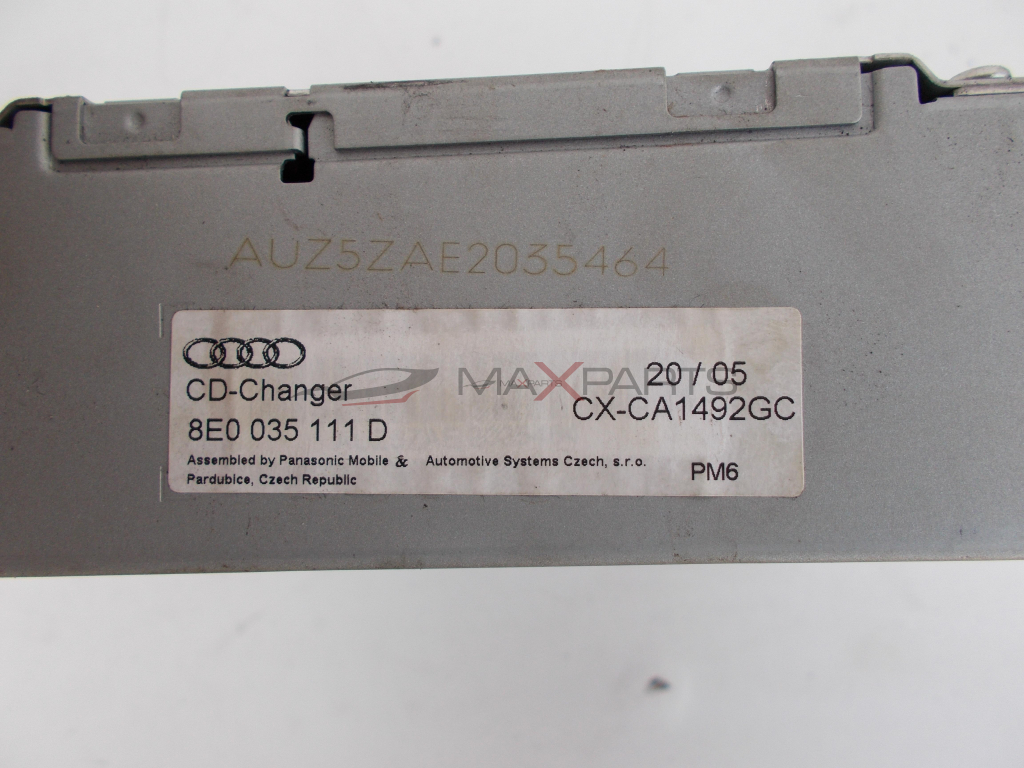 AUZ5ZAE2035464
CD-Changer
8E0 035 111 D
20 / 05
CX-CA1492GC
Assembled by Panasonic Mobile & Automotive Systems Czech, s.r.o.
Pardubice, Czech Republic
PM6
MAXPARTS
MAXPARTS